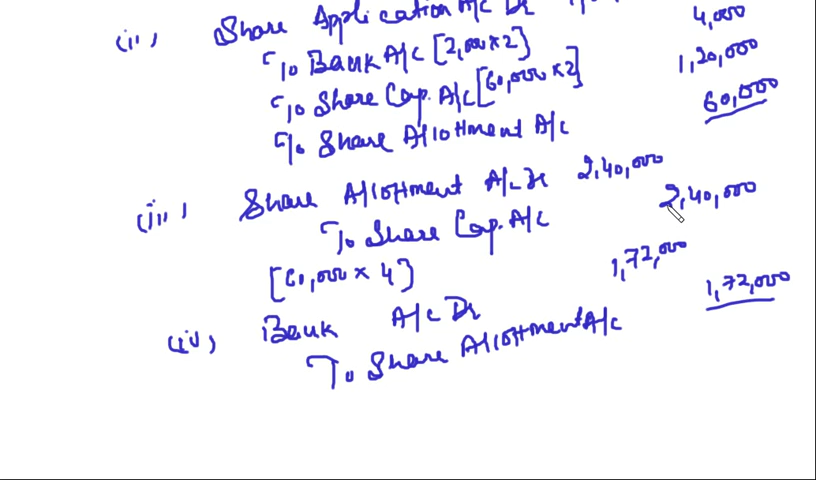 (ii) Share Application A/c Dr
To Bank A/c [2,000×2] 4,000
To Share Cap. A/c [60,000×2] 1,20,000
To Share Allotment A/c 60,000
(iii) Share Allotment A/c Dr 2,40,000
To Share Cap. A/c 2,40,000
[60,000 × 4]
(iv) Bank A/c Dr 1,72,000
To Share Allotment A/c 1,72,000